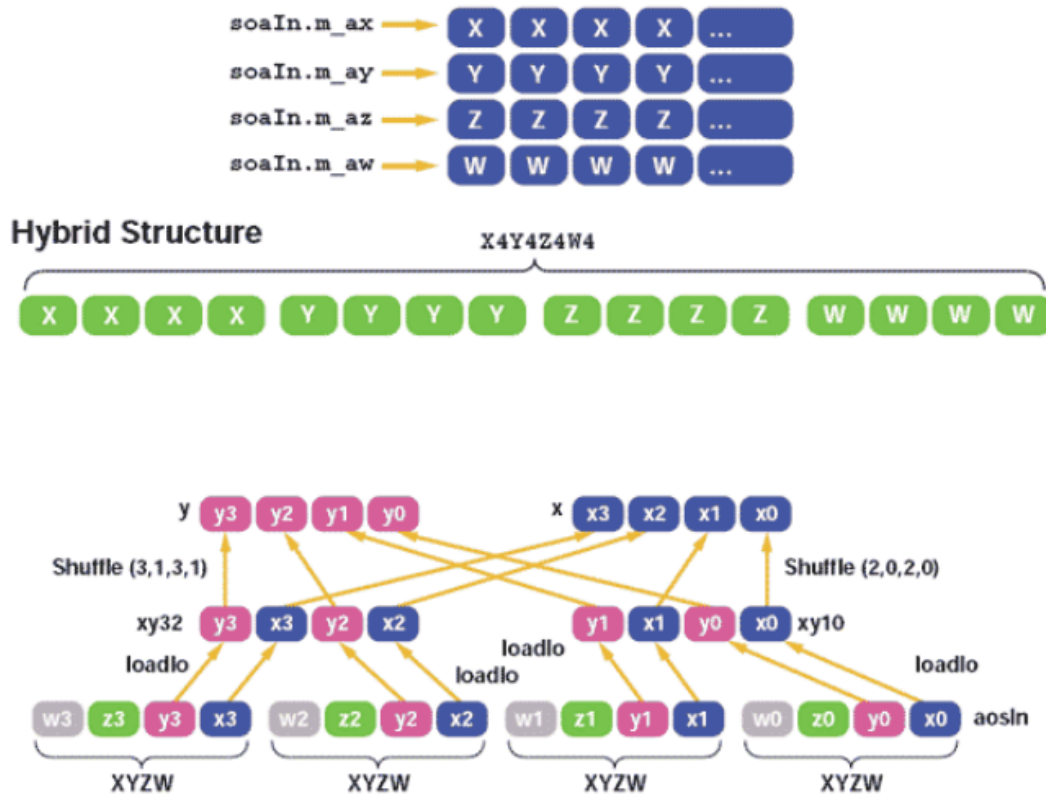 soaIn.m_ax X X X X ...
soaIn.m_ay Y Y Y Y ...
soaIn.m_az Z Z Z Z ...
soaIn.m_aw W W W W ...
Hybrid Structure
X4Y4Z4W4
X X X X Y Y Y Y Z Z Z Z W W W W
y y3 y2 y1 y0 x x3 x2 x1 x0
Shuffle (3,1,3,1) Shuffle (2,0,2,0)
xy32 y3 x3 y2 x2 y1 x1 y0 x0 xy10
loadlo loadlo loadlo loadlo
w3 z3 y3 x3 w2 z2 y2 x2 w1 z1 y1 x1 w0 z0 y0 x0 aosIn
XYZW XYZW XYZW XYZW